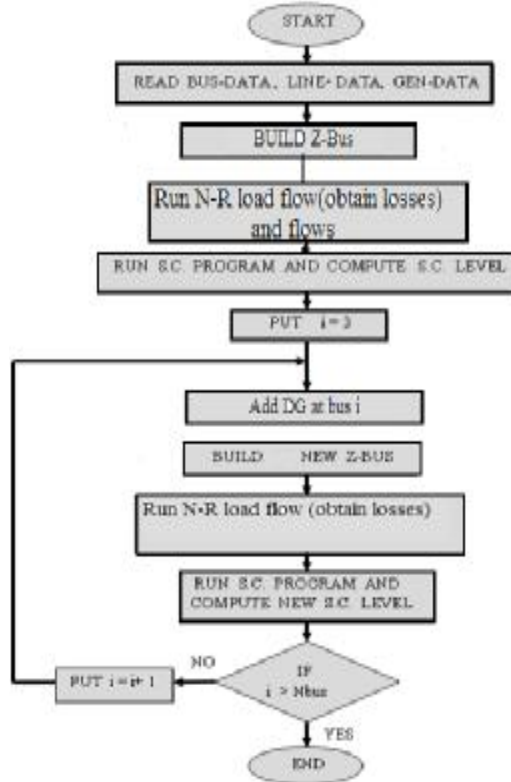 START
READ BUS-DATA, LINE- DATA, GEN-DATA
BUILD Z-Bus
Run N-R load flow(obtain losses)
and flows
RUN S.C. PROGRAM AND COMPUTE S.C. LEVEL
PUT i = 3
Add DG at bus i
BUILD NEW Z-BUS
Run N-R load flow (obtain losses)
RUN S.C. PROGRAM AND
COMPUTE NEW S.C. LEVEL
IF
i > Nbus
NO
PUT i = i+ 1
YES
END